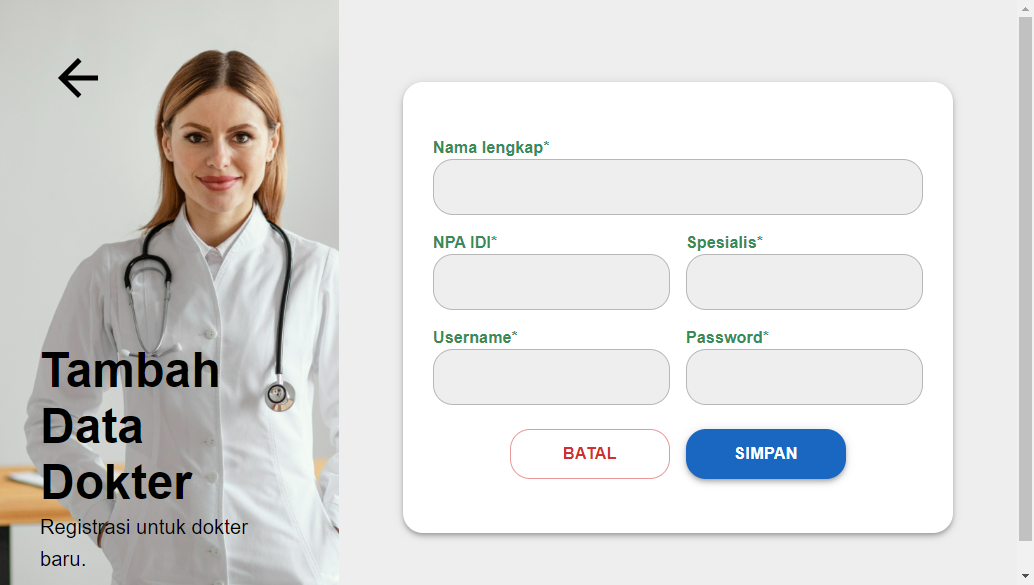 Tambah
Data
Dokter
Registrasi untuk dokter
baru.
Nama lengkap*
NPA IDI*
Spesialis*
Username*
Password*
BATAL
SIMPAN